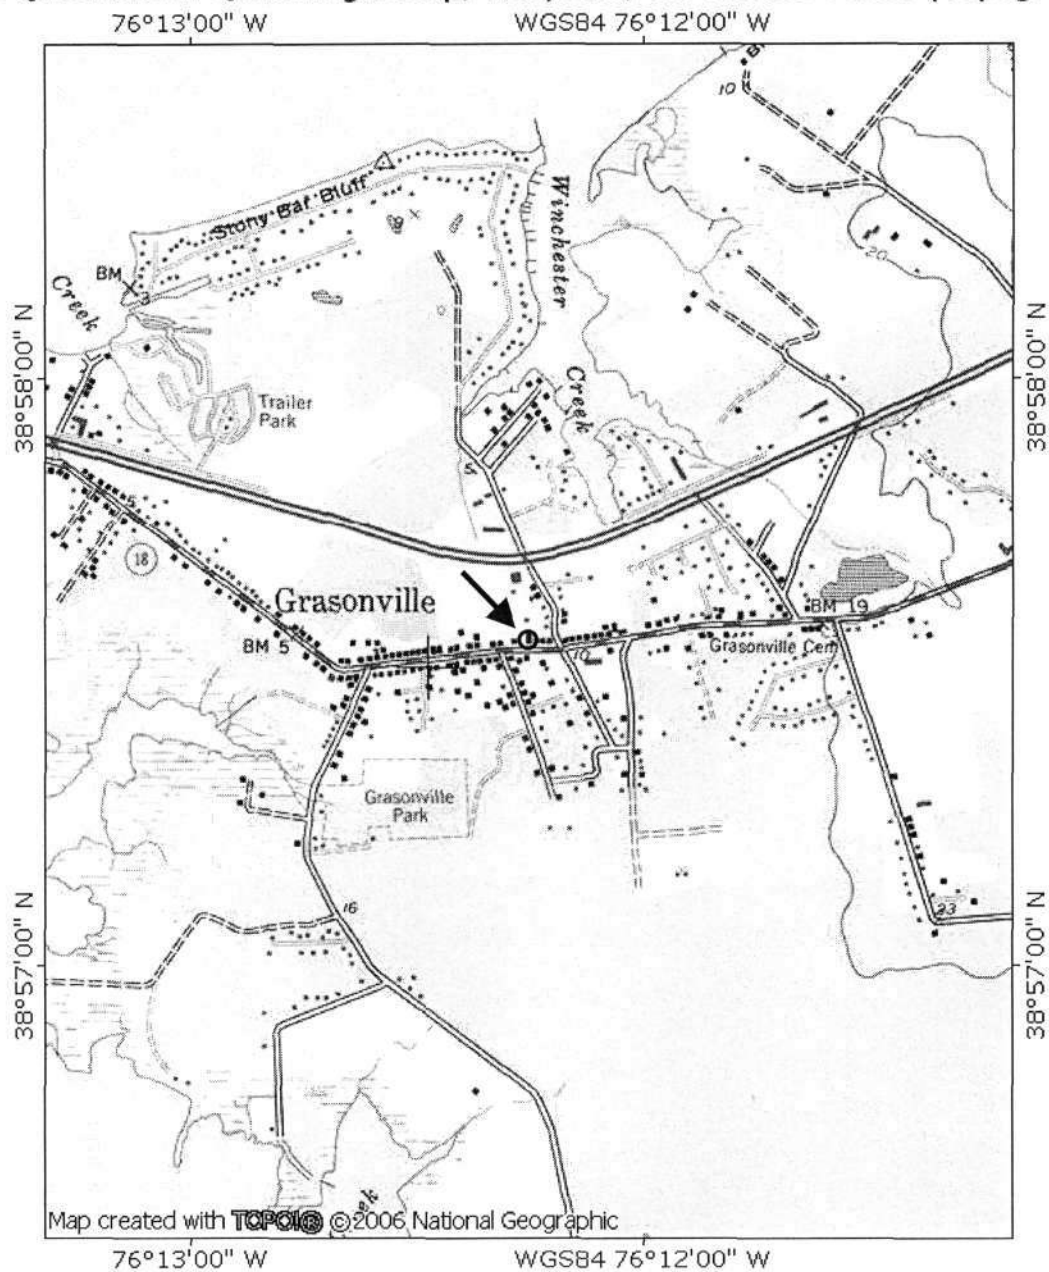 76°13'00" W
WGS84 76°12'00" W
BM
10
Winchester
Stony Bar Bluff
20
BM
3
Creek
38°58'00" N
38°58'00" N
Creek
Trailer
Park
5
5
18
Grasonville
BM 19
BM 5
10
Grasonville Cem
Grasonville
Park
16
23
38°57'00" N
38°57'00" N
Map created with TOPO!® ©2006 National Geographic
76°13'00" W
WGS84 76°12'00" W